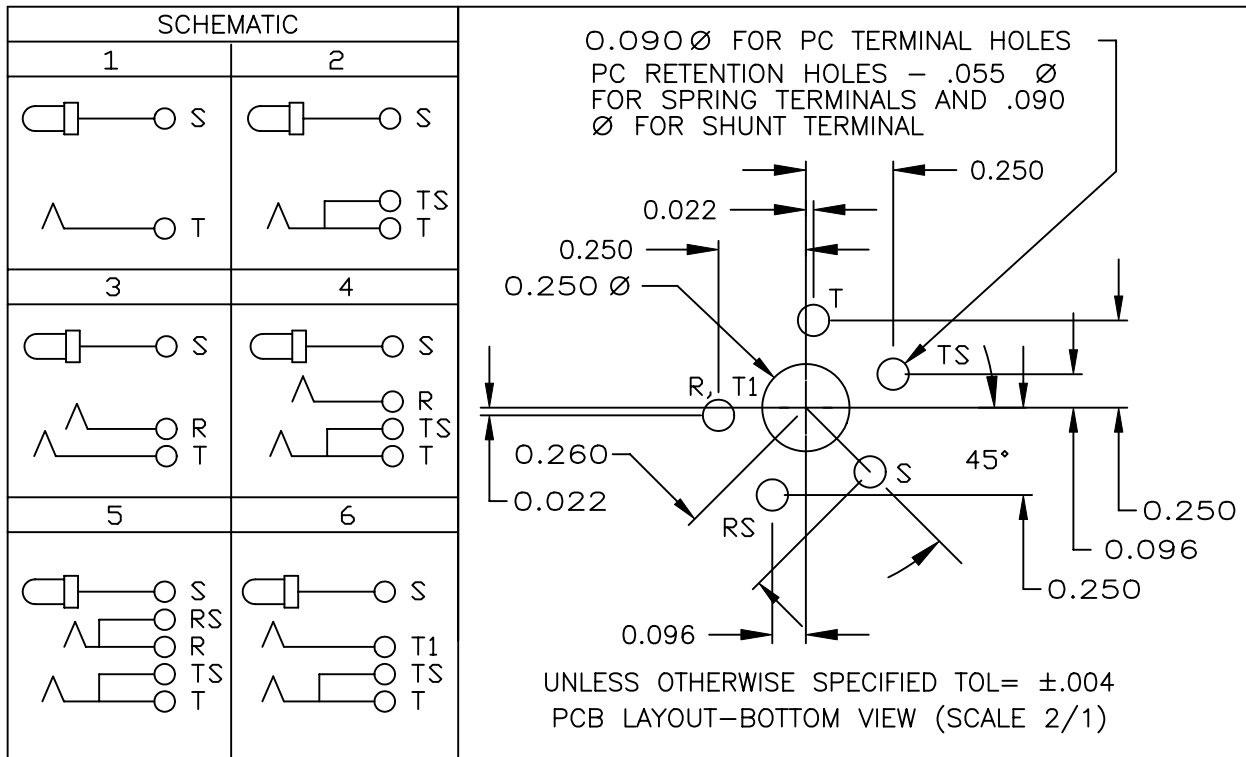 SCHEMATIC
1
2
S
T
S
TS
T
3
4
S
R
T
S
R
TS
T
5
6
S
RS
R
TS
T
S
T1
TS
T
0.090Ø FOR PC TERMINAL HOLES
PC RETENTION HOLES - .055 Ø
FOR SPRING TERMINALS AND .090
Ø FOR SHUNT TERMINAL
0.250
0.022
0.250
0.250 Ø
T
TS
R, T1
0.260
45°
S
0.022
RS
0.250
0.096
0.250
0.096
UNLESS OTHERWISE SPECIFIED TOL= ±.004
PCB LAYOUT-BOTTOM VIEW (SCALE 2/1)